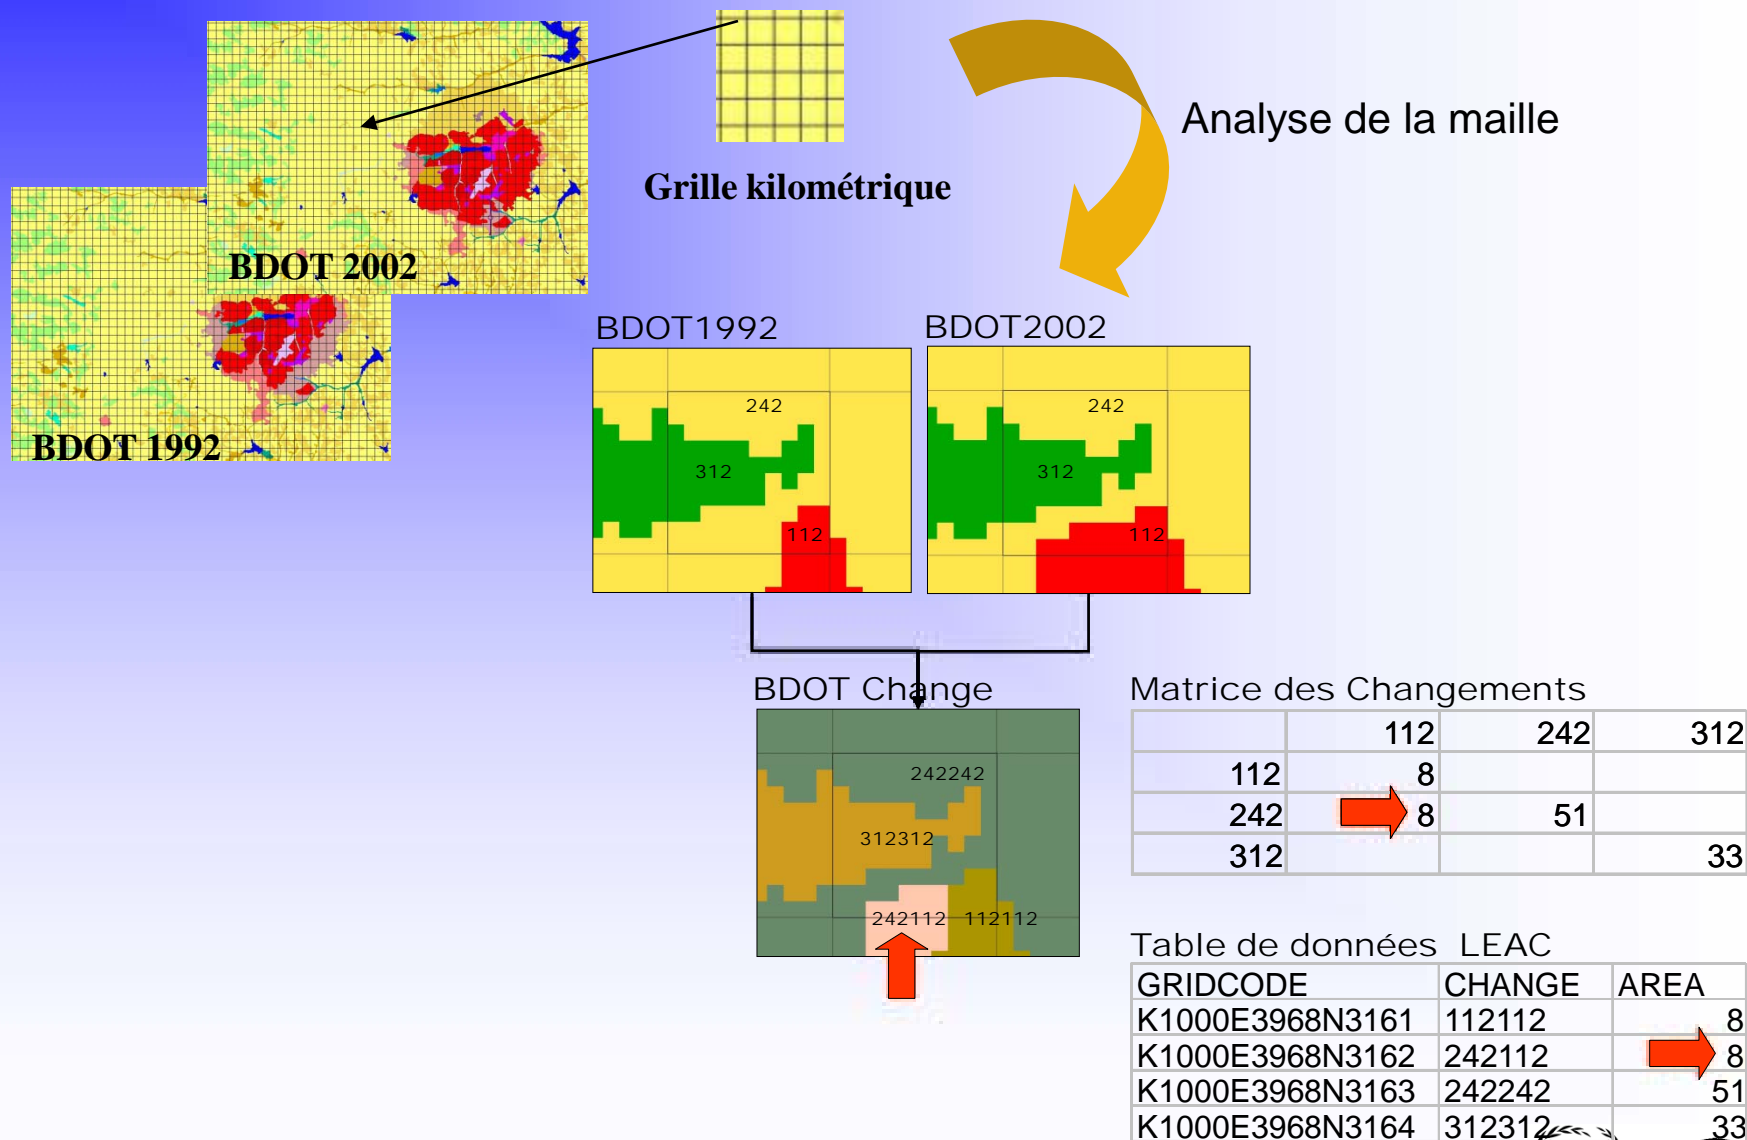 Analyse de la maille
Grille kilométrique
BDOT 2002
BDOT 1992
BDOT1992
BDOT2002
242
312
112
242
312
112
BDOT Change
242242
312312
242112 112112
Matrice des Changements
112 242 312
112 8
242 8 51
312 33
Table de données LEAC
GRIDCODE CHANGE AREA
K1000E3968N3161 112112 8
K1000E3968N3162 242112 8
K1000E3968N3163 242242 51
K1000E3968N3164 312312 33